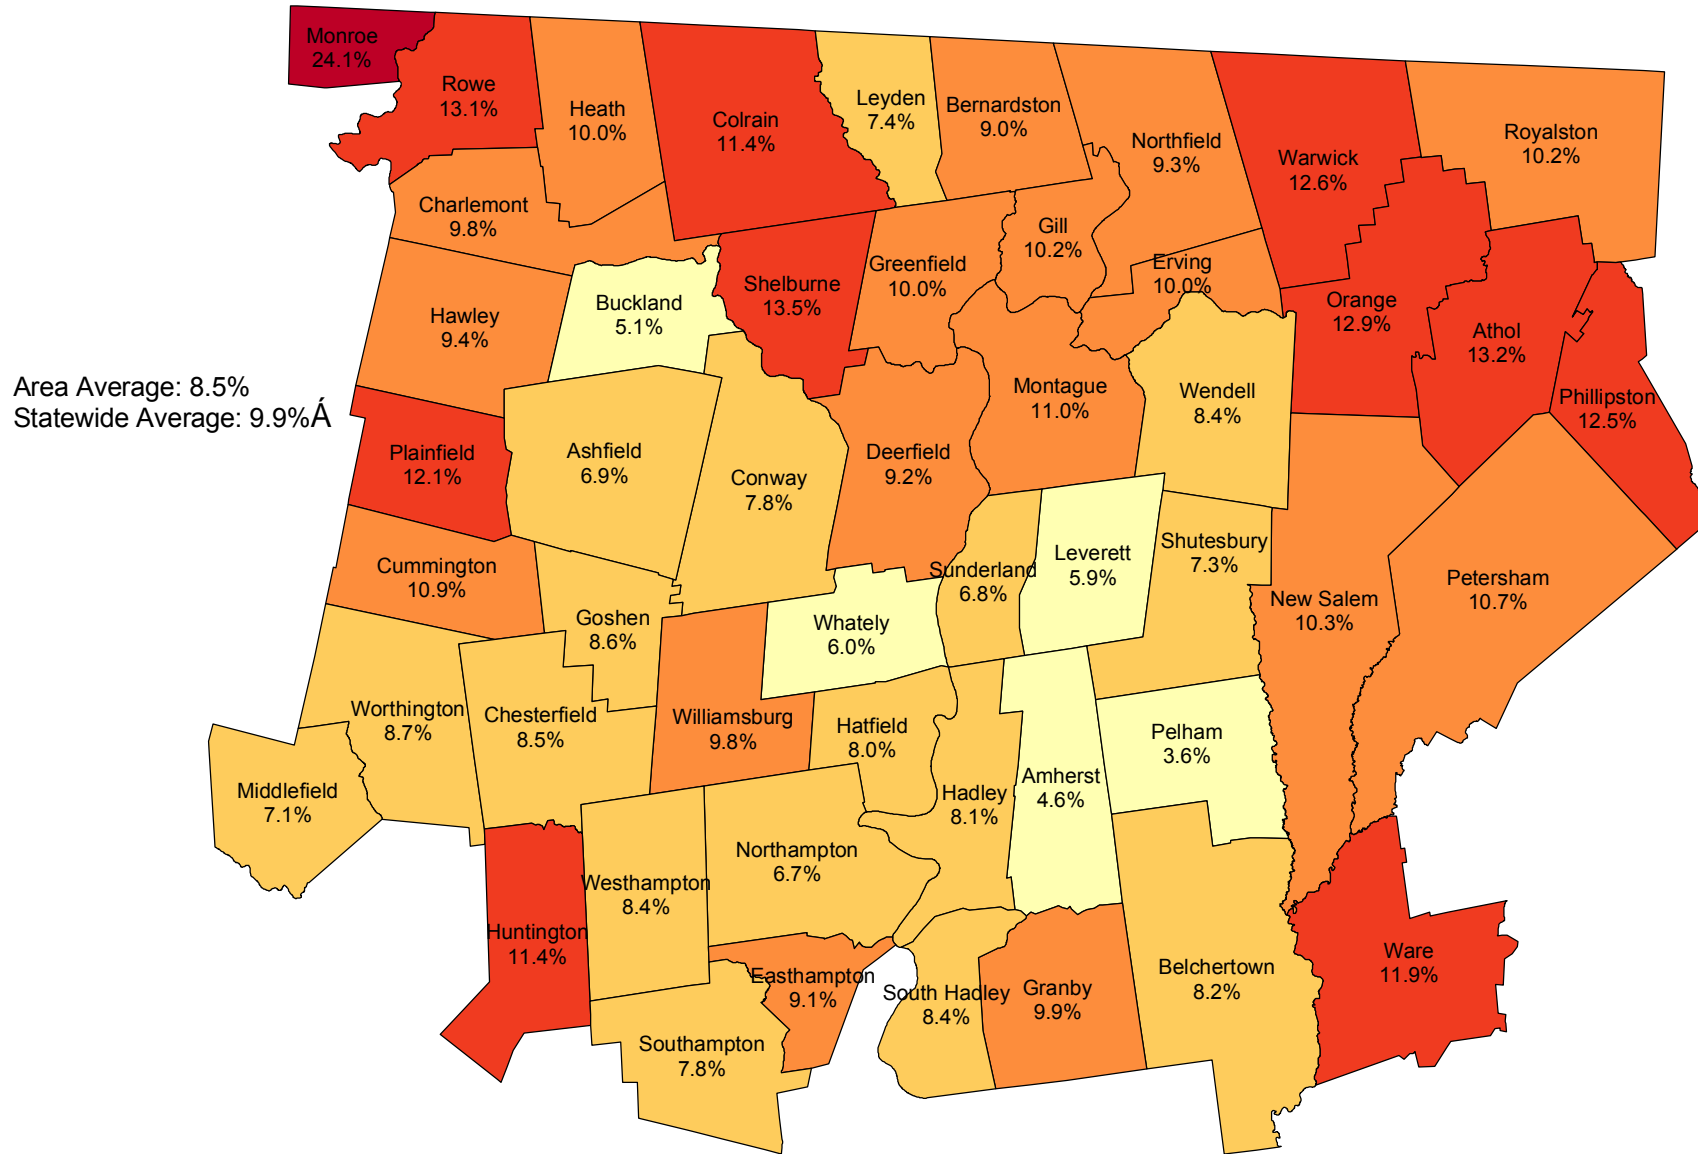 Monroe
24.1%
Rowe
13.1%
Heath
10.0%
Colrain
11.4%
Leyden
7.4%
Bernardston
9.0%
Northfield
9.3%
Warwick
12.6%
Royalston
10.2%
Charlemont
9.8%
Gill
10.2%
Greenfield
10.0%
Erving
10.0%
Shelburne
13.5%
Buckland
5.1%
Hawley
9.4%
Orange
12.9%
Athol
13.2%
Area Average: 8.5%
Statewide Average: 9.9%Á
Montague
11.0%
Wendell
8.4%
Phillipston
12.5%
Plainfield
12.1%
Ashfield
6.9%
Conway
7.8%
Deerfield
9.2%
Cummington
10.9%
Goshen
8.6%
Whately
6.0%
Sunderland
6.8%
Leverett
5.9%
Shutesbury
7.3%
New Salem
10.3%
Petersham
10.7%
Worthington
8.7%
Chesterfield
8.5%
Williamsburg
9.8%
Hatfield
8.0%
Pelham
3.6%
Middlefield
7.1%
Hadley
8.1%
Amherst
4.6%
Northampton
6.7%
Westhampton
8.4%
Huntington
11.4%
Easthampton
9.1%
South Hadley
8.4%
Granby
9.9%
Belchertown
8.2%
Ware
11.9%
Southampton
7.8%